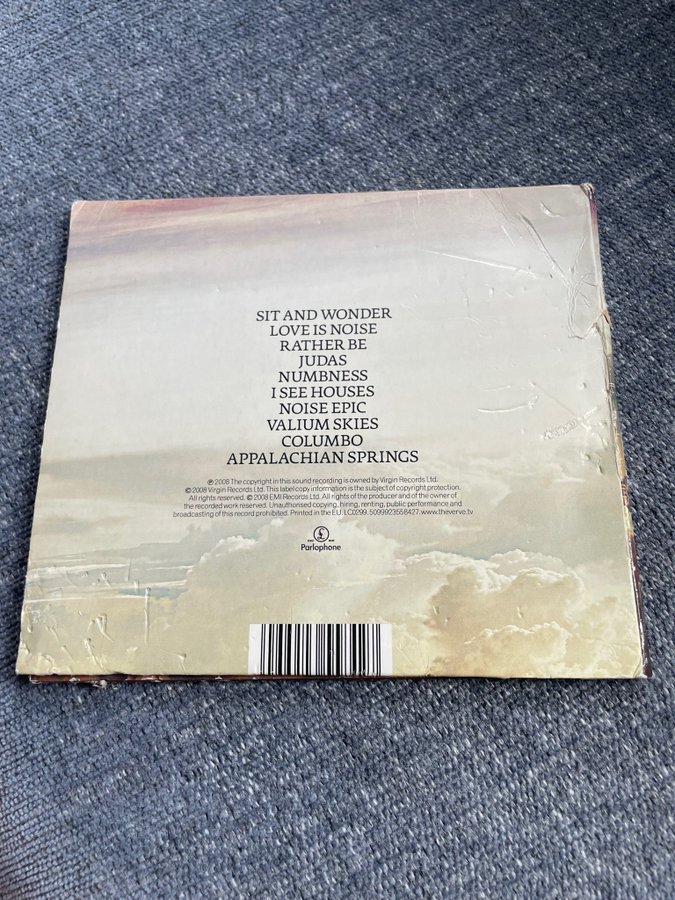 SIT AND WONDER
LOVE IS NOISE
RATHER BE
JUDAS
NUMBNESS
I SEE HOUSES
NOISE EPIC
VALIUM SKIES
COLUMBO
APPALACHIAN SPRINGS
℗ 2008 The copyright in this sound recording is owned by Virgin Records Ltd.
© 2008 Virgin Records Ltd. This label copy information is the subject of copyright protection.
All rights reserved. © 2008 EMI Records Ltd. All rights of the producer and of the owner of
the recorded work reserved. Unauthorised copying, hiring, renting, public performance and
broadcasting of this record prohibited. Printed in the E.U. LC0299. 5099923558427. www.theverve.tv
Parlophone